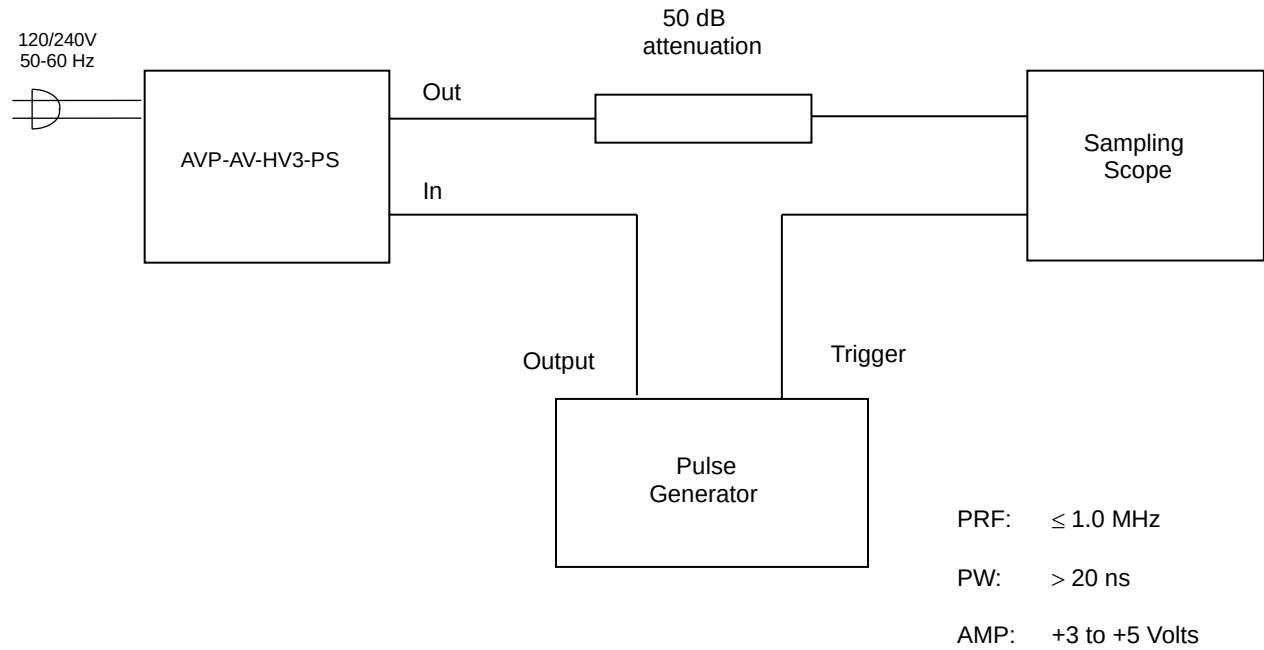 50 dB
attenuation
120/240V
50-60 Hz
Out
AVP-AV-HV3-PS
Sampling
Scope
In
Output
Trigger
Pulse
Generator
PRF: ≤ 1.0 MHz
PW: > 20 ns
AMP: +3 to +5 Volts